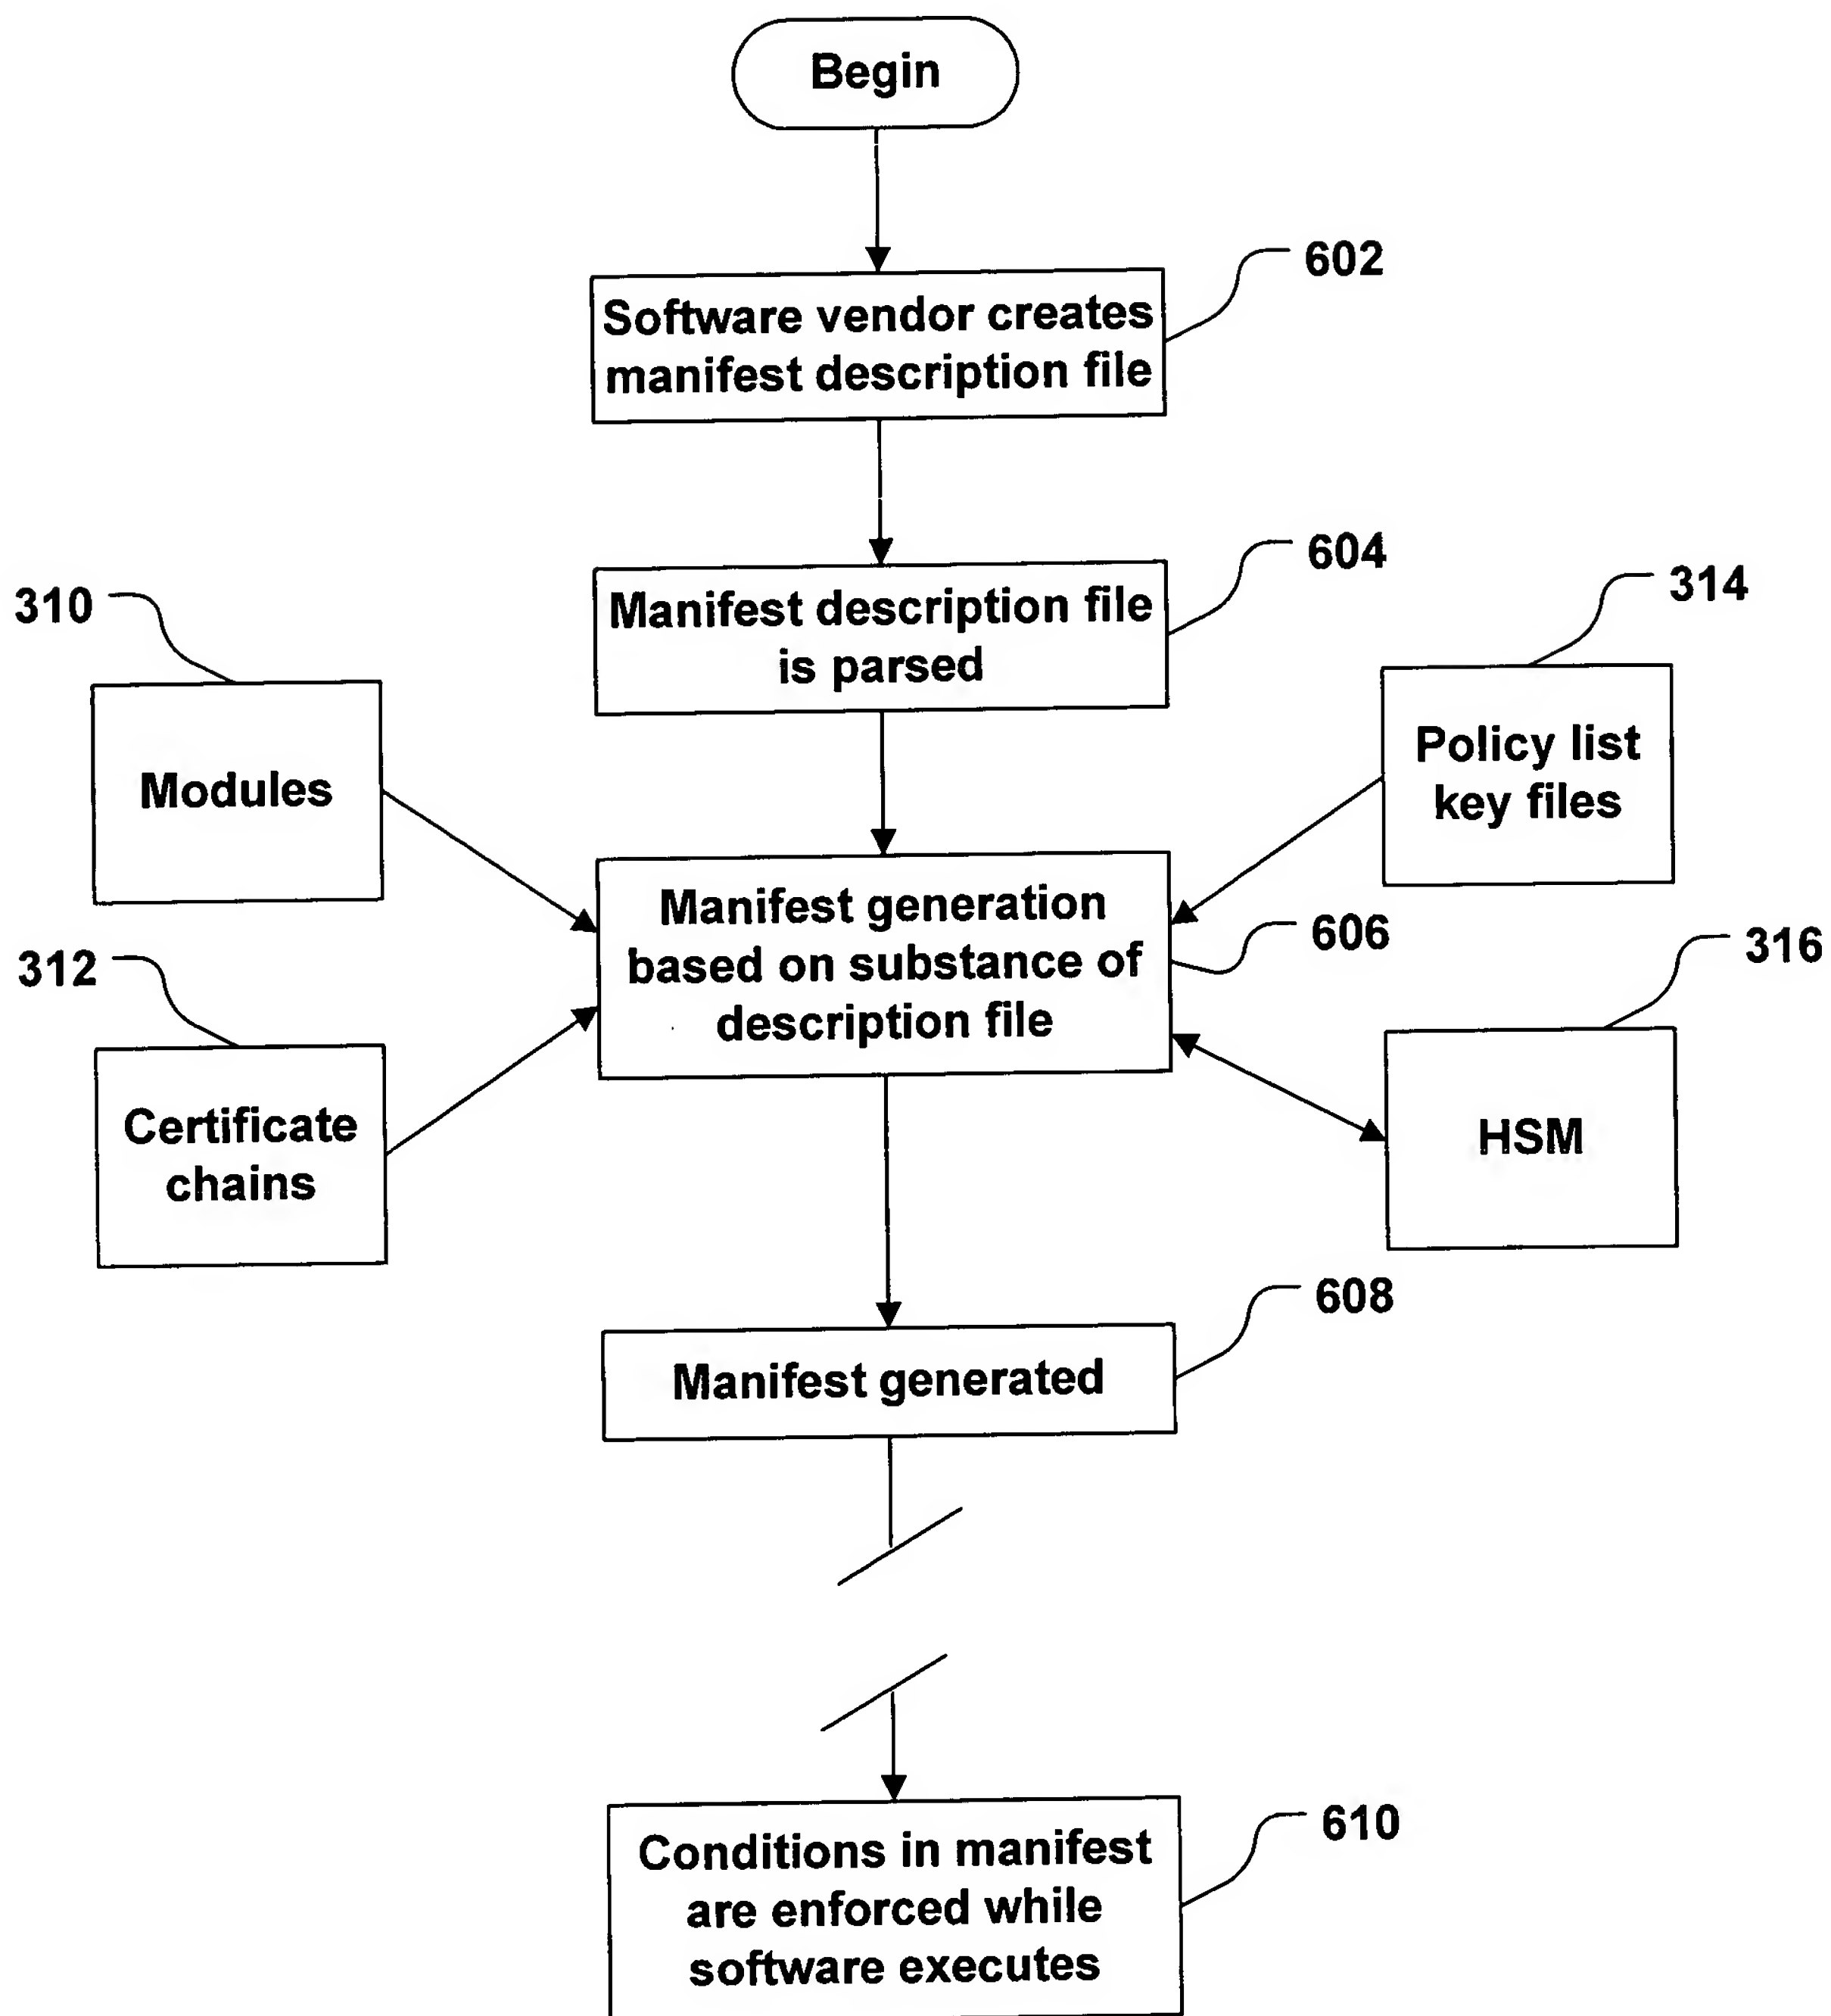 Begin
602
Software vendor creates
manifest description file
604
Manifest description file
is parsed
310
314
Modules
Policy list
key files
Manifest generation
based on substance of
description file
606
312
316
Certificate
chains
HSM
608
Manifest generated
610
Conditions in manifest
are enforced while
software executes